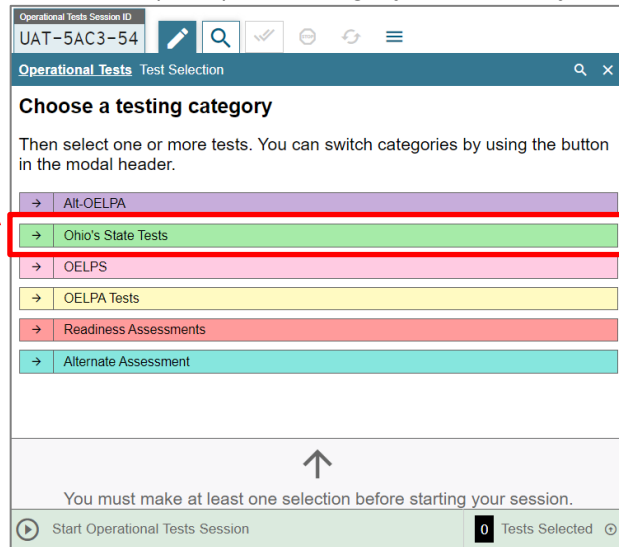 Operational Tests Session ID
UAT-5AC3-54
STOP
Operational Tests Test Selection
Choose a testing category
Then select one or more tests. You can switch categories by using the button
in the modal header.
Alt-OELPA
Ohio's State Tests
OELPS
OELPA Tests
Readiness Assessments
Alternate Assessment
You must make at least one selection before starting your session.
Start Operational Tests Session
0 Tests Selected